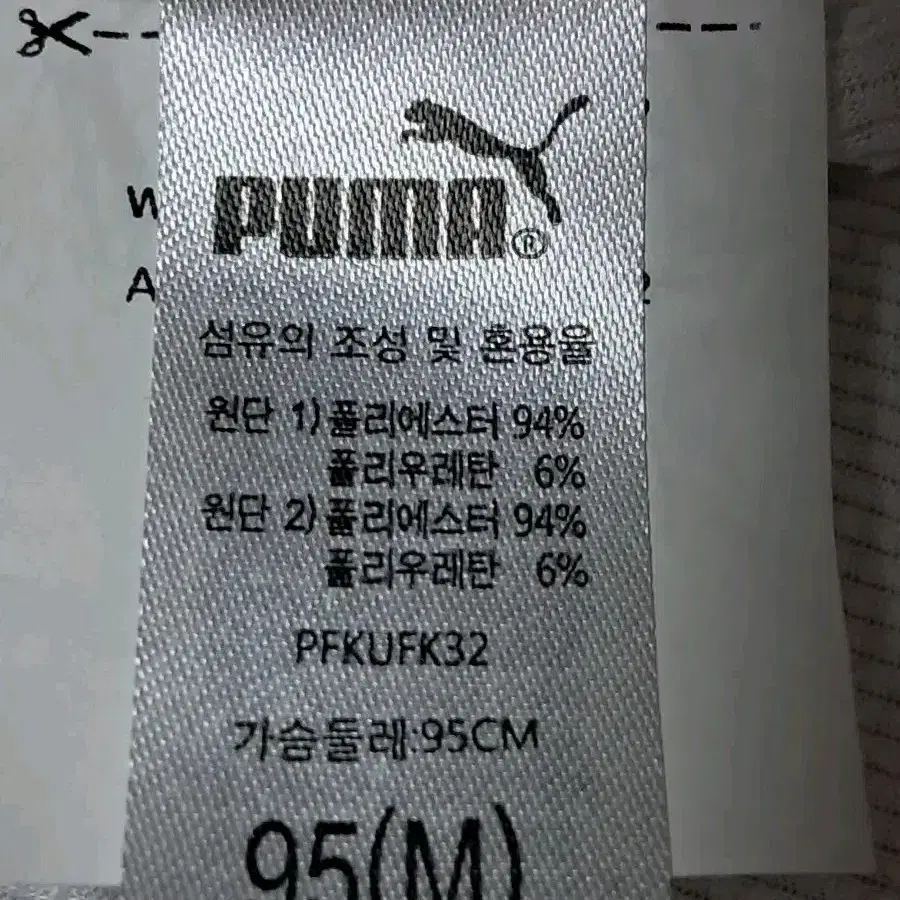 PUMA®
섬유의 조성 및 혼용율
원단 1) 폴리에스터 94%
폴리우레탄 6%
원단 2) 폴리에스터 94%
폴리우레탄 6%
PFKUFK32
가슴둘레:95CM
95(M)